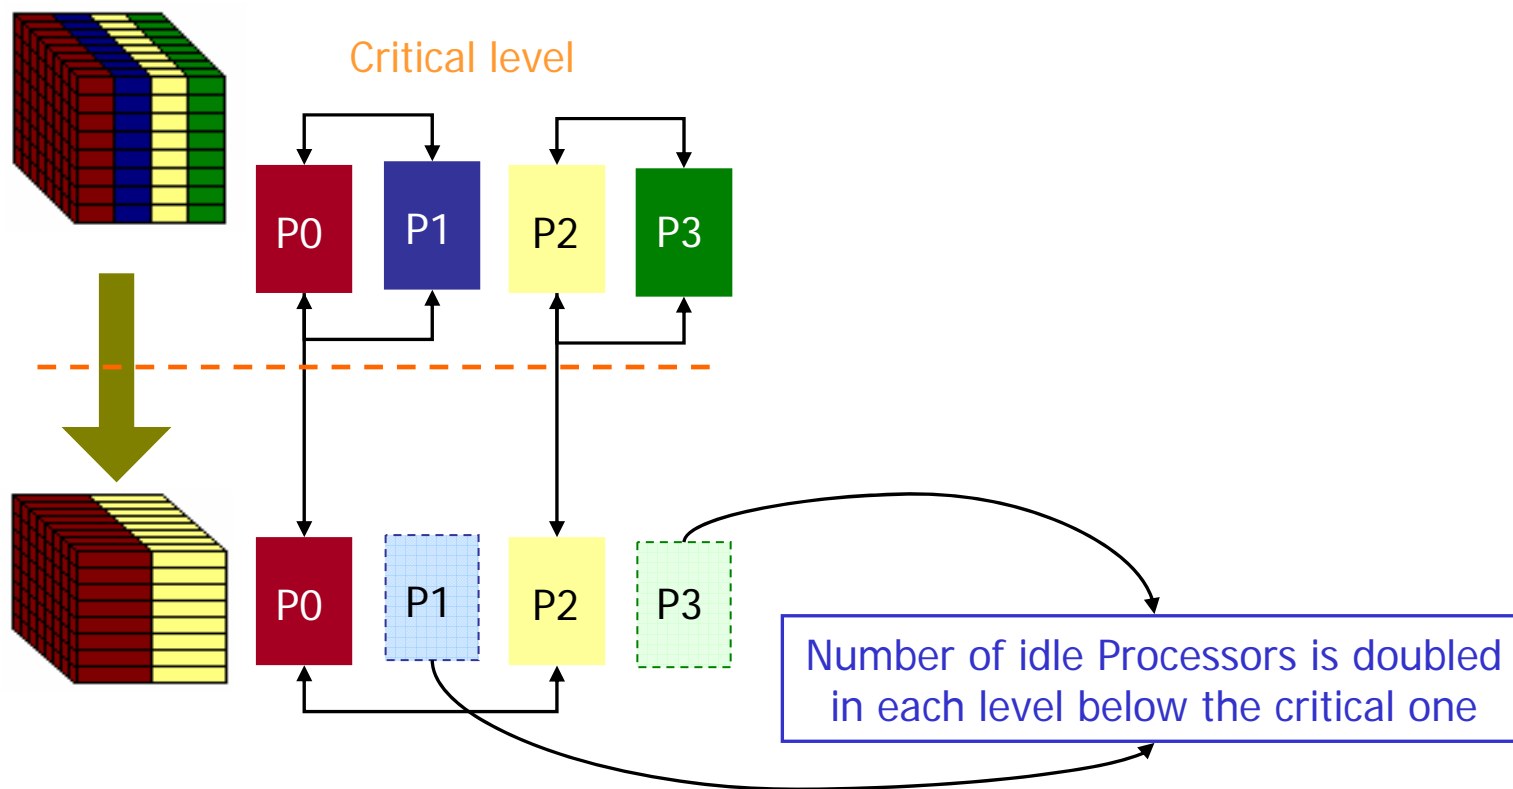 Critical level
P0
P1
P2
P3
P0
P1
P2
P3
Number of idle Processors is doubled
in each level below the critical one